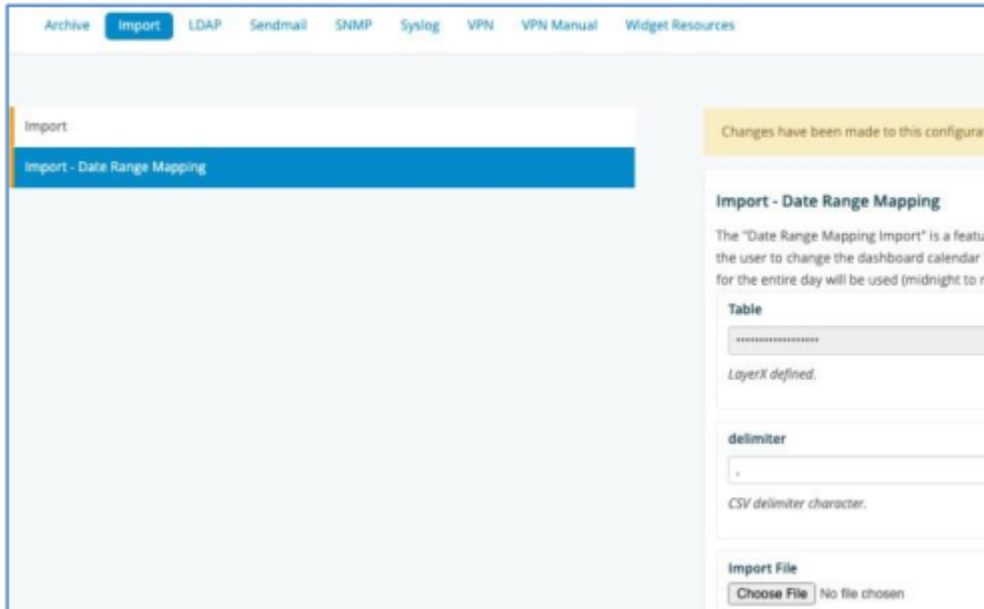 Archive Import LDAP Sendmail SNMP Syslog VPN VPN Manual Widget Resources
Import
Import - Date Range Mapping
Changes have been made to this configurat
Import - Date Range Mapping
The "Date Range Mapping Import" is a featu
the user to change the dashboard calendar
for the entire day will be used (midnight to
Table
LayerX defined.
delimiter
,
CSV delimiter character.
Import File
Choose File No file chosen